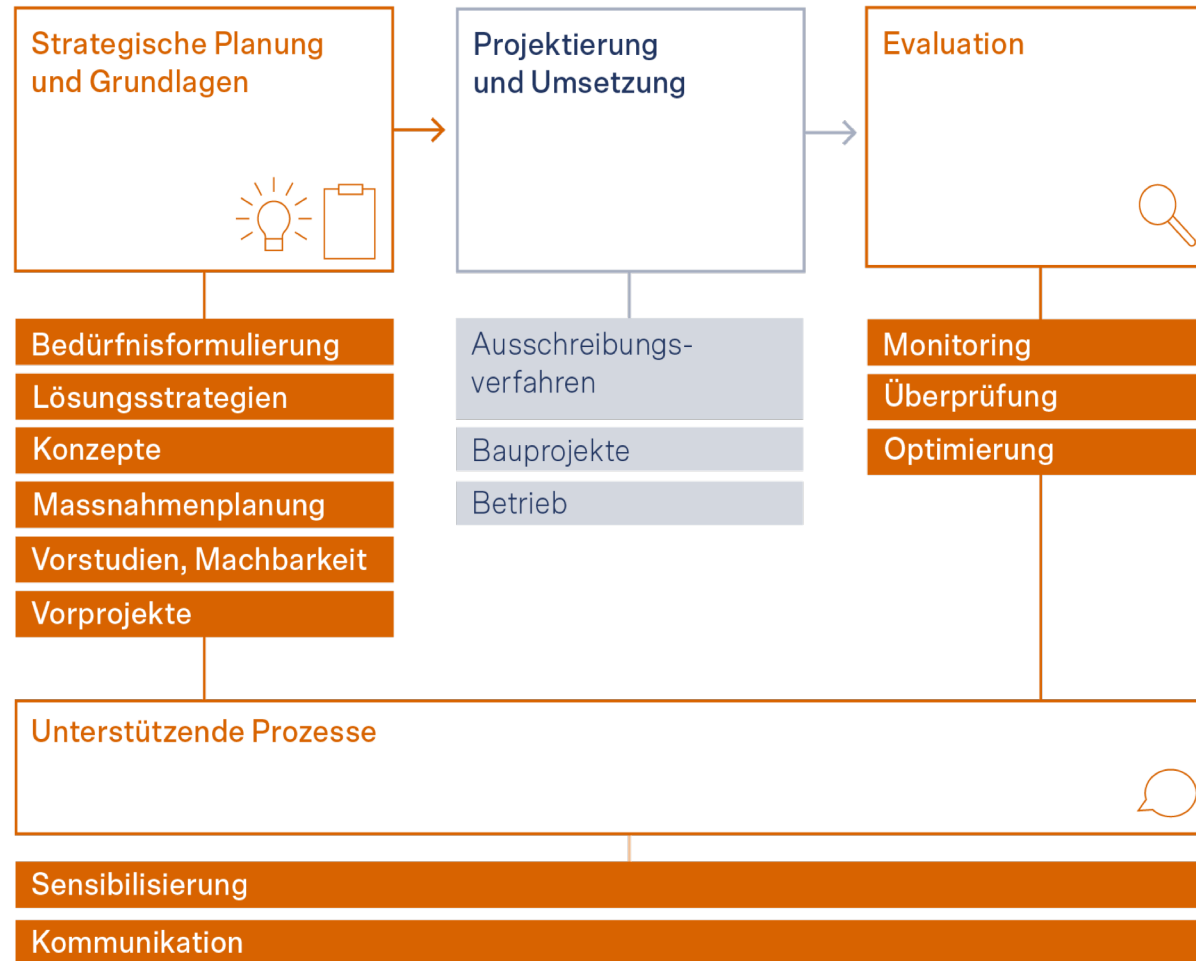 Strategische Planung
und Grundlagen
Bedürfnisformulierung
Lösungsstrategien
Konzepte
Massnahmenplanung
Vorstudien, Machbarkeit
Vorprojekte
Projektierung
und Umsetzung
Ausschreibungs-
verfahren
Bauprojekte
Betrieb
Evaluation
Monitoring
Überprüfung
Optimierung
Unterstützende Prozesse
Sensibilisierung
Kommunikation